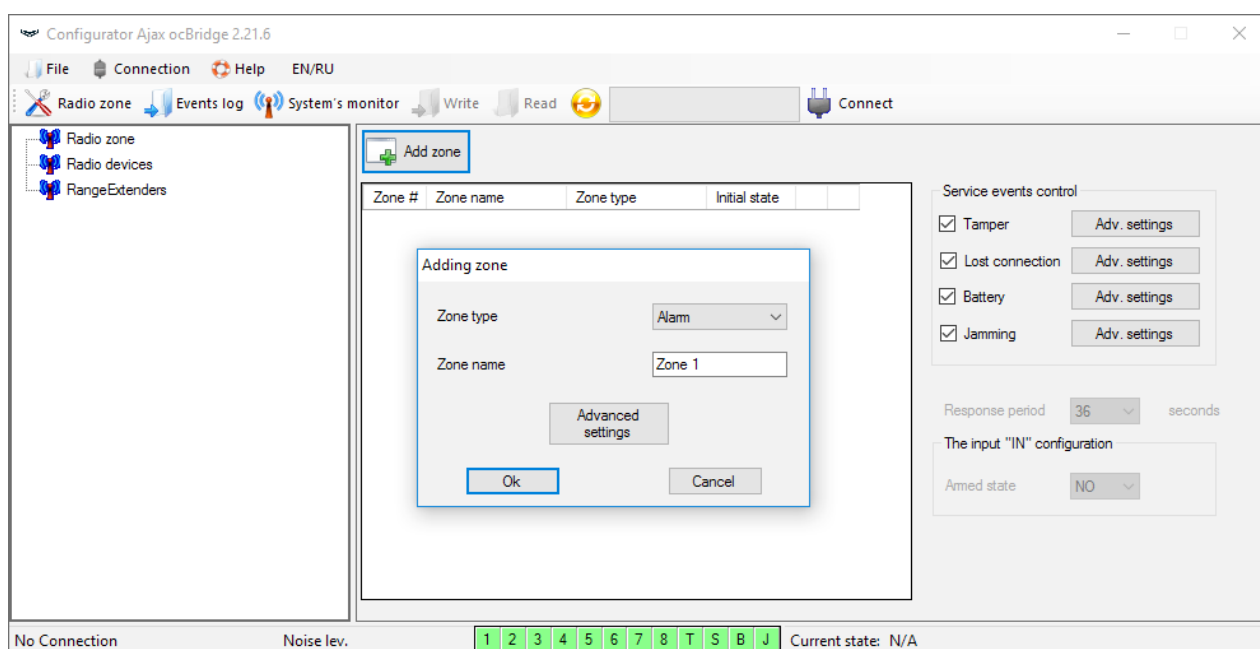 Configurator Ajax ocBridge 2.21.6
File Connection Help EN/RU
Radio zone Events log System's monitor Write Read Connect
Radio zone
Radio devices
RangeExtenders
Add zone
Zone # Zone name Zone type Initial state
Adding zone
Zone type Alarm
Zone name Zone 1
Advanced
settings
Ok Cancel
Service events control
Tamper Adv. settings
Lost connection Adv. settings
Battery Adv. settings
Jamming Adv. settings
Response period 36 seconds
The input "IN" configuration
Armed state NO
No Connection Noise lev. 1 2 3 4 5 6 7 8 T S B J Current state: N/A